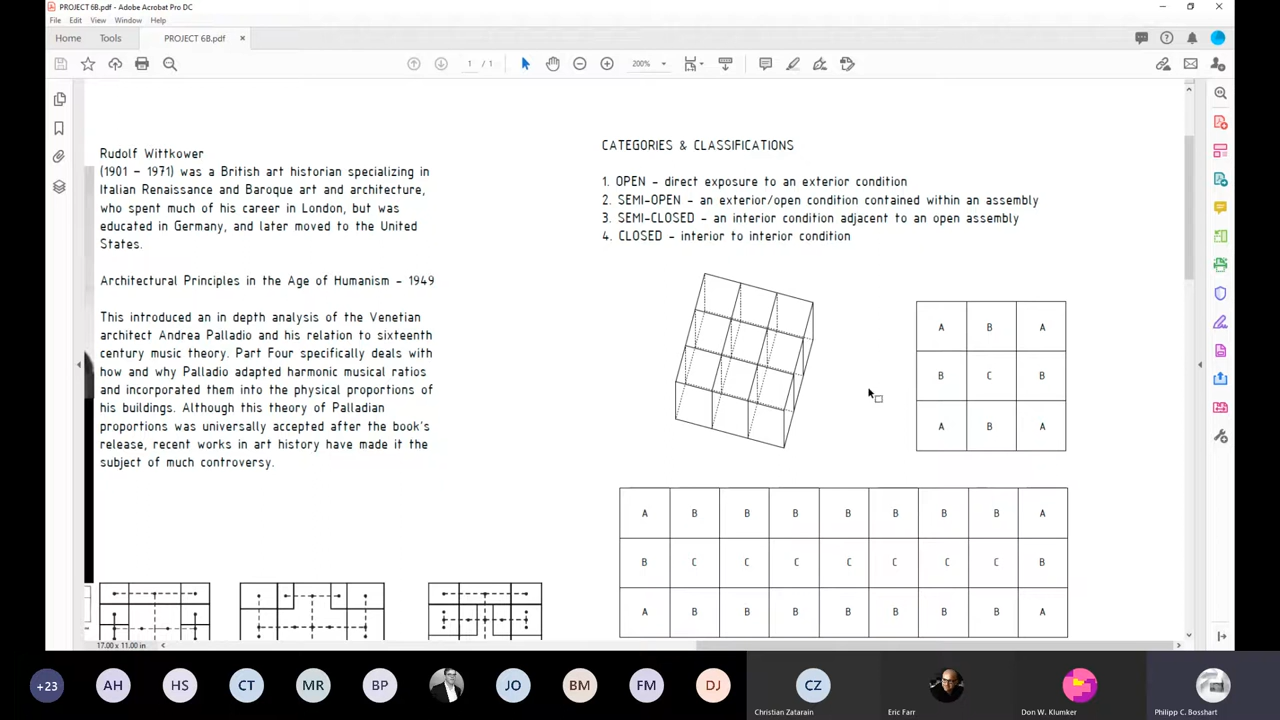 PROJECT 6B.pdf - Adobe Acrobat Pro DC
File Edit View Window Help
Home Tools PROJECT 6B.pdf ×
1 / 1 200%
Rudolf Wittkower
(1901 - 1971) was a British art historian specializing in
Italian Renaissance and Baroque art and architecture,
who spent much of his career in London, but was
educated in Germany, and later moved to the United
States.
Architectural Principles in the Age of Humanism - 1949
This introduced an in depth analysis of the Venetian
architect Andrea Palladio and his relation to sixteenth
century music theory. Part Four specifically deals with
how and why Palladio adapted harmonic musical ratios
and incorporated them into the physical proportions of
his buildings. Although this theory of Palladian
proportions was universally accepted after the book's
release, recent works in art history have made it the
subject of much controversy.
CATEGORIES & CLASSIFICATIONS
1. OPEN - direct exposure to an exterior condition
2. SEMI-OPEN - an exterior/open condition contained within an assembly
3. SEMI-CLOSED - an interior condition adjacent to an open assembly
4. CLOSED - interior to interior condition
A B A
B C B
A B A
A B B B B B B B A
B C C C C C C C B
A B B B B B B B A
17.00 x 11.00 in
+23 AH HS CT MR BP JO BM FM DJ CZ
Christian Zatarain Eric Farr Don W. Klumker Philipp C. Bosshart